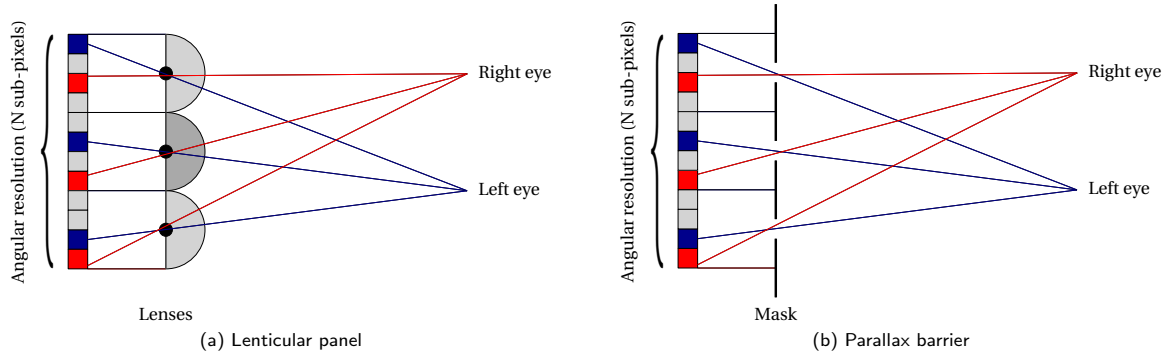 Angular resolution (N sub-pixels)
Right eye
Left eye
Lenses
(a) Lenticular panel
Angular resolution (N sub-pixels)
Right eye
Left eye
Mask
(b) Parallax barrier